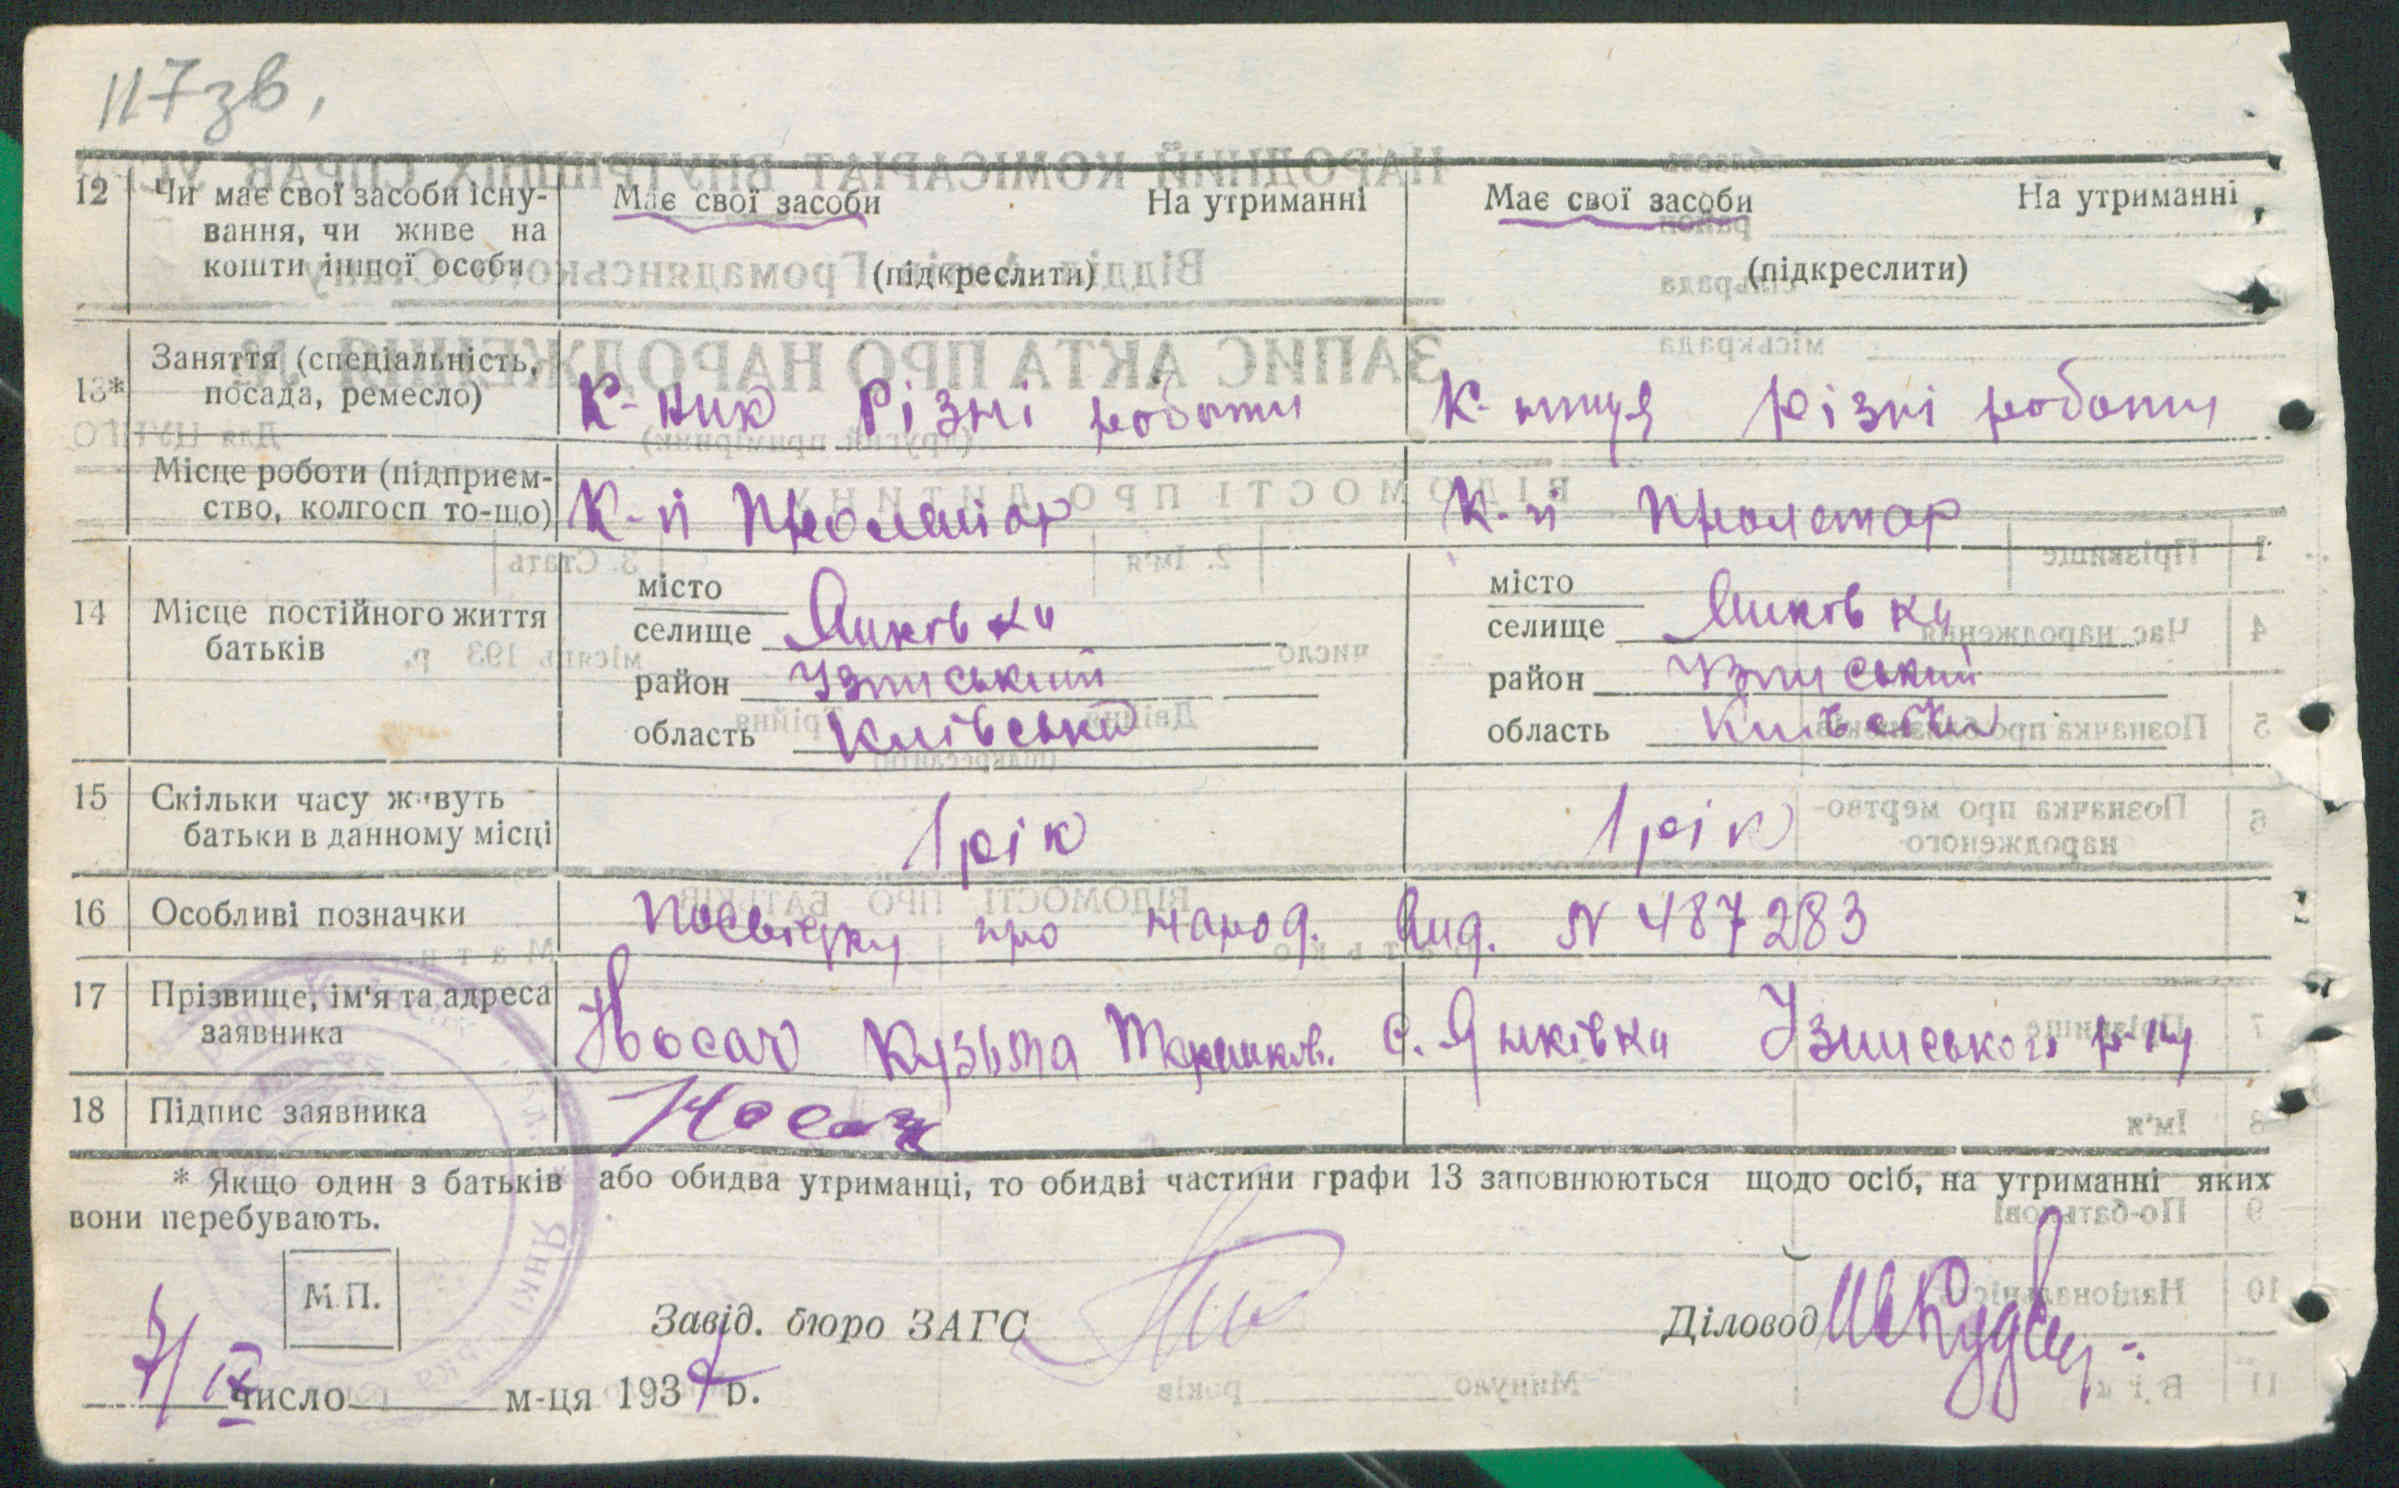 117зв.
12 Чи має свої засоби існу- Має свої засоби На утриманні Має свої засоби На утриманні
вання, чи живе на
кошти іншої особи (підкреслити) (підкреслити)
13* Заняття (спеціальність,
посада, ремесло) К-ник Різні роботи К-ниця різні роботи
Місце роботи (підприєм-
ство, колгосп то-що) К-п Пролетар К-п Пролетар
14 Місце постійного життя
батьків
місто місто
селище Янківка селище Янківка
район Узинський район Узинський
область Київська область Київська
15 Скільки часу живуть
батьки в данному місці 1 рік 1 рік
16 Особливі позначки Посвідку про народ. Вид. № 487283
17 Прізвище, ім'я та адреса
заявника Носач Кузьма с. Янківка Узинського р-ну
18 Підпис заявника Носач
* Якщо один з батьків або обидва утриманці, то обидві частини графи 13 заповнюються щодо осіб, на утриманні яких
вони перебувають.
М.П.
Завід. бюро ЗАГС Діловод
/IX число м-ця 1937 р.